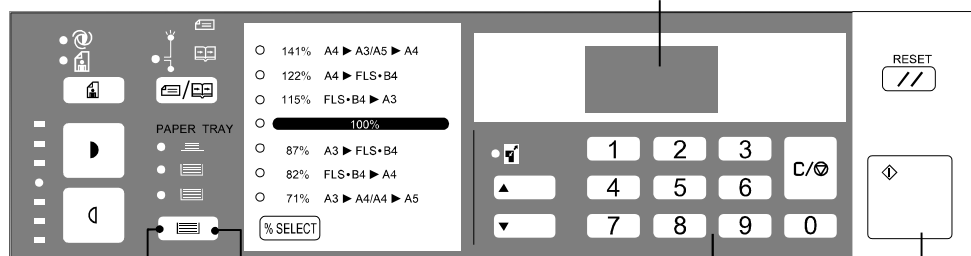 RESET
141% A4 ▶ A3/A5 ▶ A4
122% A4 ▶ FLS•B4
115% FLS•B4 ▶ A3
100%
87% A3 ▶ FLS•B4
82% FLS•B4 ▶ A4
71% A3 ▶ A4/A4 ▶ A5
% SELECT
PAPER TRAY
1 2 3
4 5 6
7 8 9 0
C/